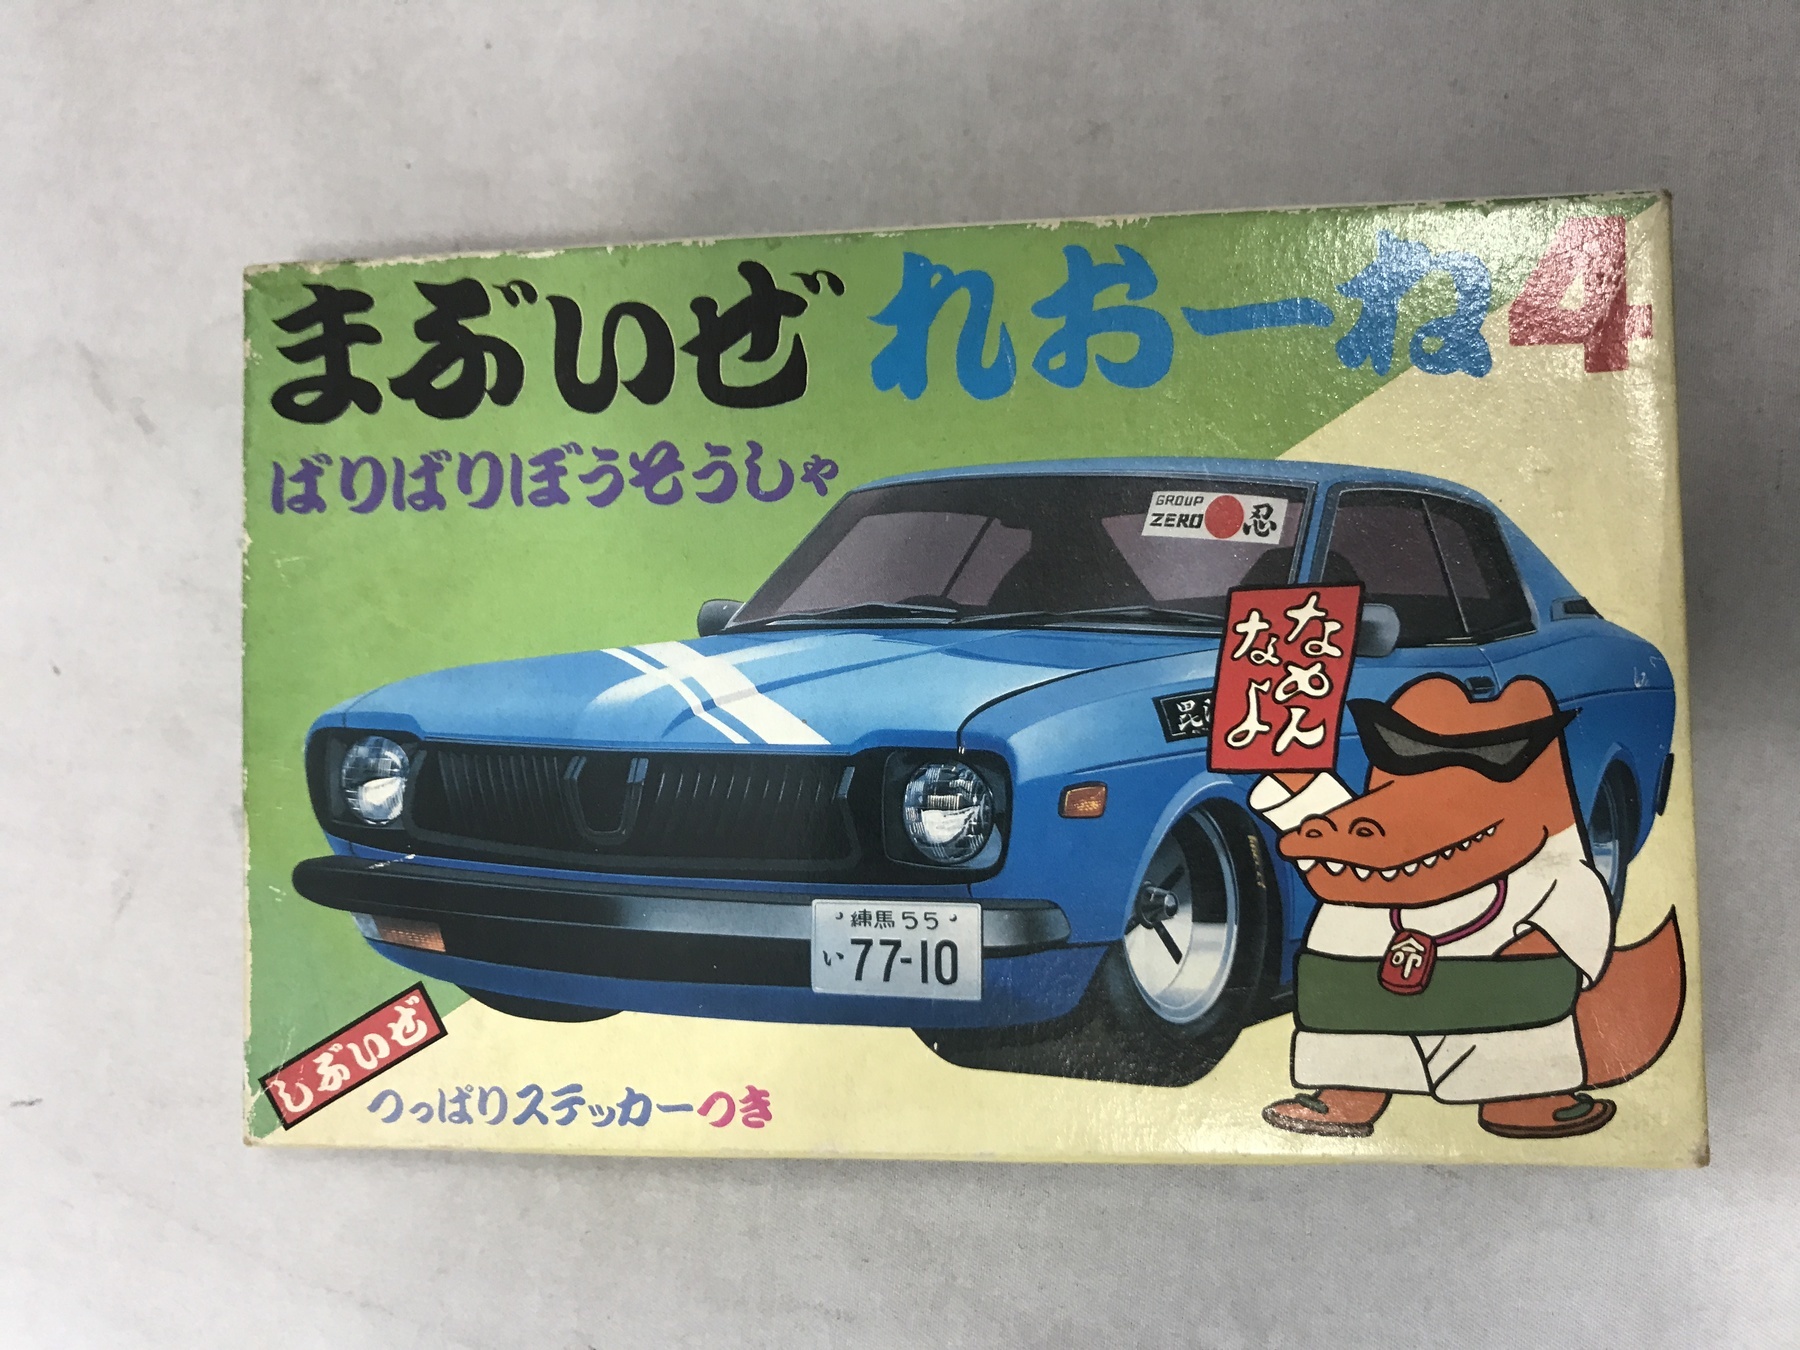 まぶいぜ れおーね4
ばりばりぼうそうしゃ
GROUP
ZERO 忍
なめんなよ
毘
練馬 55
い 77-10
命
しぶいぜ
つっぱりステッカーつき